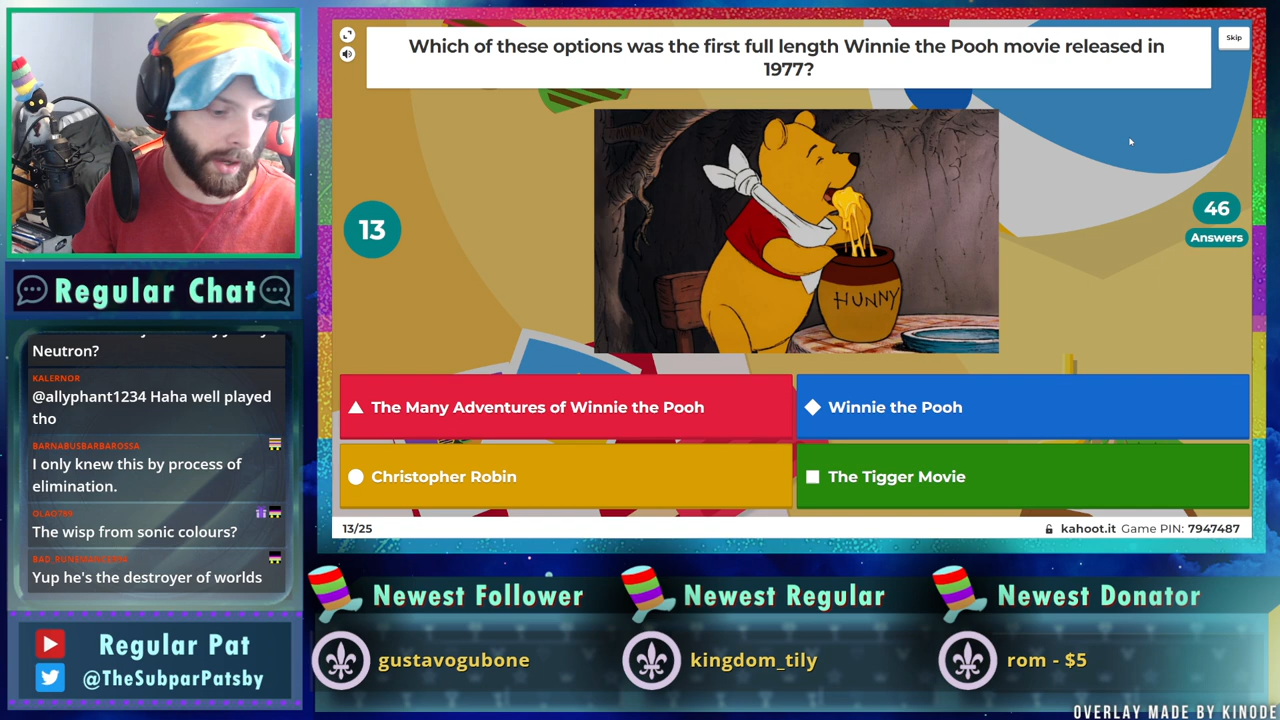 Which of these options was the first full length Winnie the Pooh movie released in
1977?
Skip
13
46
Answers
HUNNY
The Many Adventures of Winnie the Pooh
Winnie the Pooh
Christopher Robin
The Tigger Movie
13/25
kahoot.it Game PIN: 7947487
Regular Chat
Neutron?
KALERNOR
@allyphant1234 Haha well played
tho
BARNABUSBARBAROSSA
I only knew this by process of
elimination.
The wisp from sonic colours?
Yup he's the destroyer of worlds
Regular Pat
@TheSubparPatsby
Newest Follower
gustavogubone
Newest Regular
kingdom_tily
Newest Donator
rom - $5
OVERLAY MADE BY KINODE